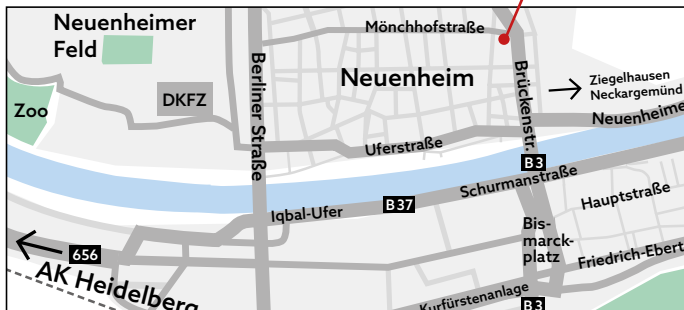 Neuenheimer
Feld
Mönchhofstraße
Berliner Straße
Neuenheim
Brückenstr.
Ziegelhausen
Neckargemünd
Zoo
DKFZ
Neuenheime
Uferstraße
B3
Schurmanstraße
Iqbal-Ufer
B37
Hauptstraße
Bis-
marck-
platz
656
AK Heidelberg
Friedrich-Ebert
Kurfürstenanlage
B3